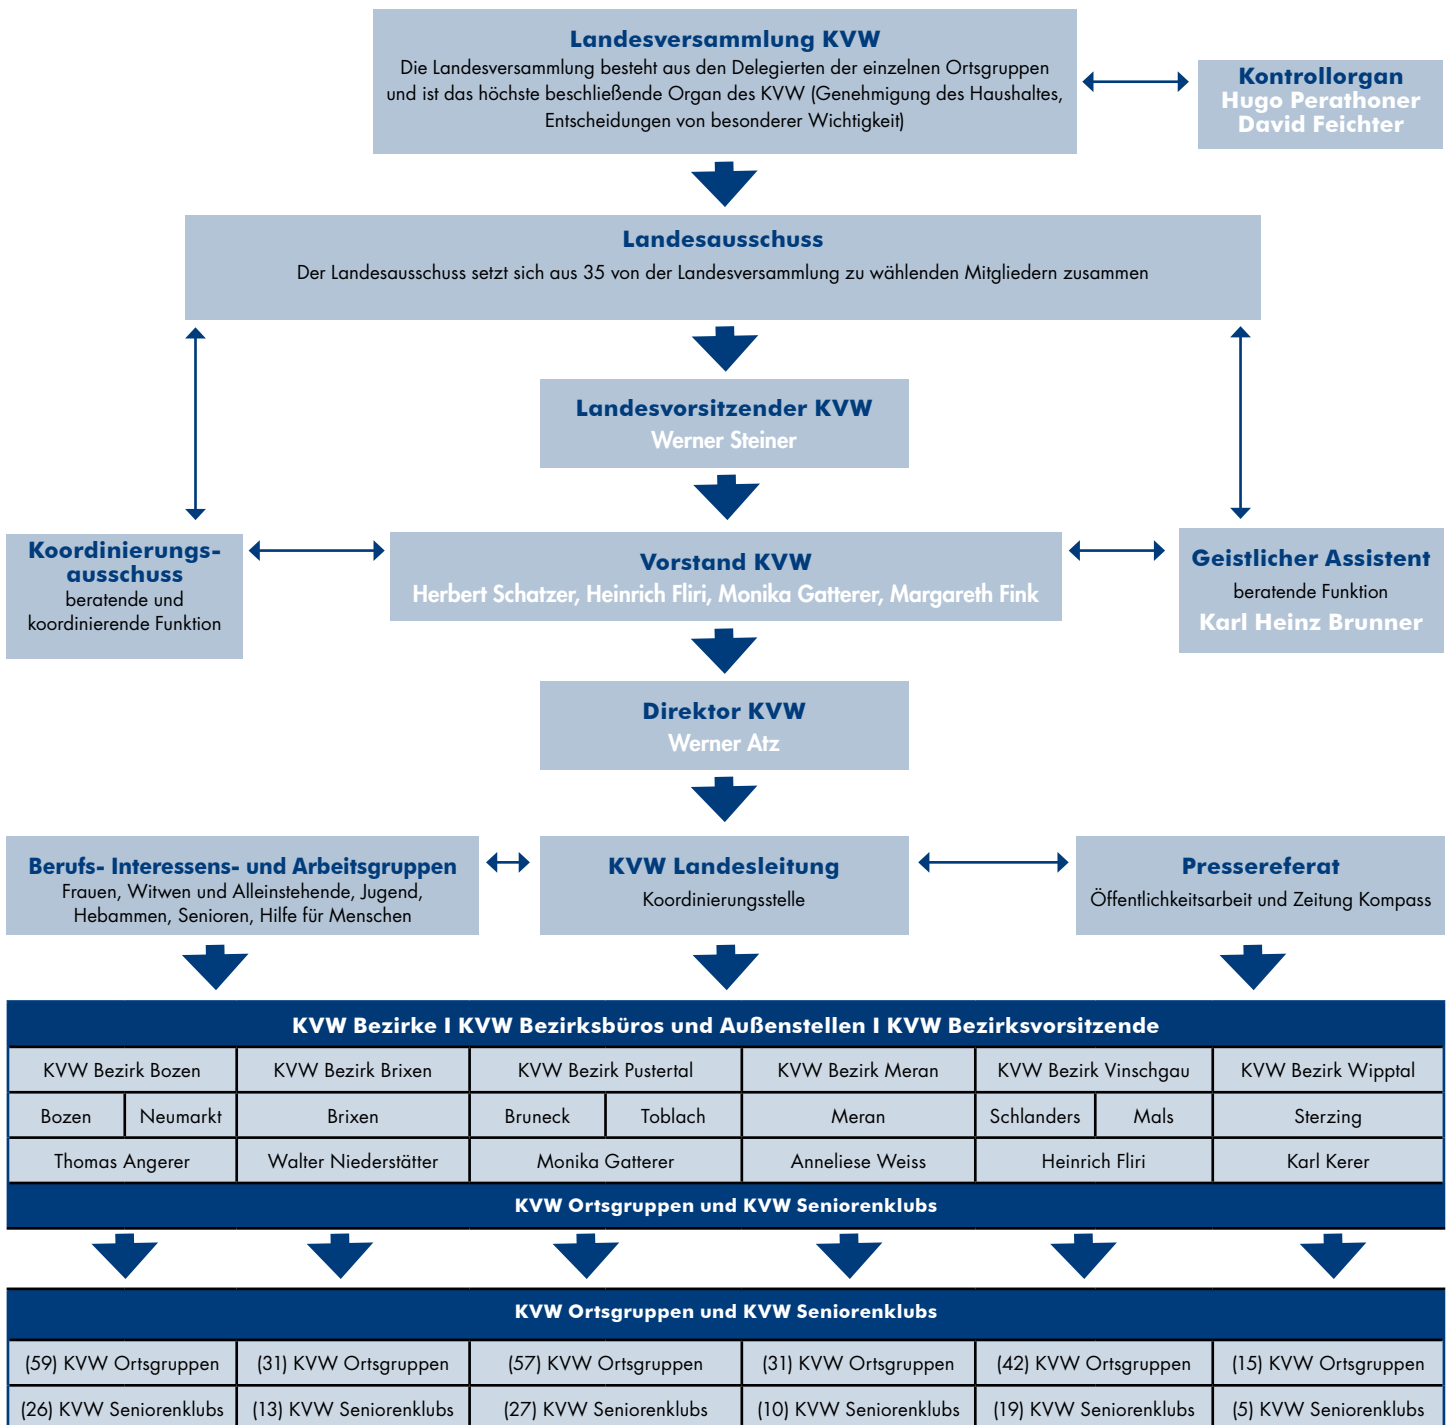 Landesversammlung KVW
Die Landesversammlung besteht aus den Delegierten der einzelnen Ortsgruppen
und ist das höchste beschließende Organ des KVW (Genehmigung des Haushaltes,
Entscheidungen von besonderer Wichtigkeit)
Kontrollorgan
Hugo Perathoner
David Feichter
Landesausschuss
Der Landesausschuss setzt sich aus 35 von der Landesversammlung zu wählenden Mitgliedern zusammen
Landesvorsitzender KVW
Werner Steiner
Koordinierungs-
ausschuss
beratende und
koordinierende Funktion
Vorstand KVW
Herbert Schatzer, Heinrich Fliri, Monika Gatterer, Margareth Fink
Geistlicher Assistent
beratende Funktion
Karl Heinz Brunner
Direktor KVW
Werner Atz
Berufs- Interessens- und Arbeitsgruppen
Frauen, Witwen und Alleinstehende, Jugend,
Hebammen, Senioren, Hilfe für Menschen
KVW Landesleitung
Koordinierungsstelle
Pressereferat
Öffentlichkeitsarbeit und Zeitung Kompass
KVW Bezirke I KVW Bezirksbüros und Außenstellen I KVW Bezirksvorsitzende
KVW Bezirk Bozen KVW Bezirk Brixen KVW Bezirk Pustertal KVW Bezirk Meran KVW Bezirk Vinschgau KVW Bezirk Wipptal
Bozen Neumarkt Brixen Bruneck Toblach Meran Schlanders Mals Sterzing
Thomas Angerer Walter Niederstätter Monika Gatterer Anneliese Weiss Heinrich Fliri Karl Kerer
KVW Ortsgruppen und KVW Seniorenklubs
KVW Ortsgruppen und KVW Seniorenklubs
(59) KVW Ortsgruppen (31) KVW Ortsgruppen (57) KVW Ortsgruppen (31) KVW Ortsgruppen (42) KVW Ortsgruppen (15) KVW Ortsgruppen
(26) KVW Seniorenklubs (13) KVW Seniorenklubs (27) KVW Seniorenklubs (10) KVW Seniorenklubs (19) KVW Seniorenklubs (5) KVW Seniorenklubs